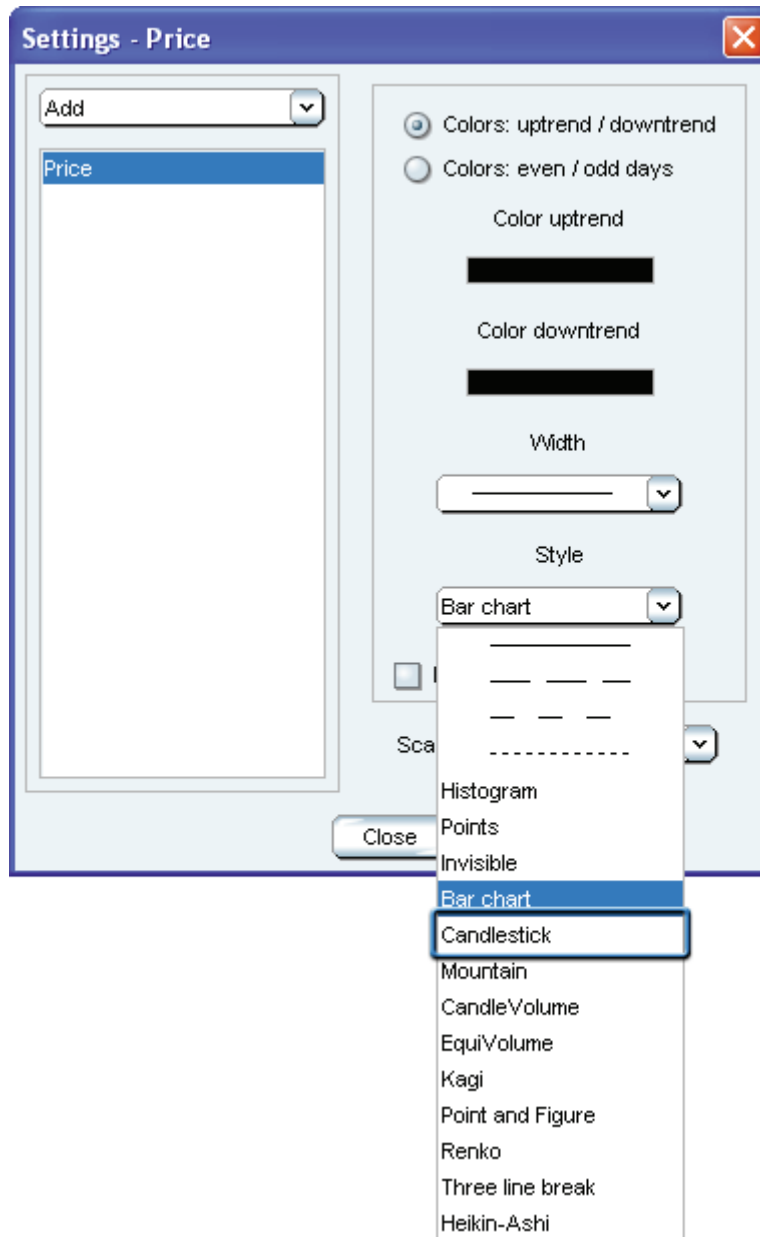 Settings - Price
Add
Price
Colors: uptrend / downtrend
Colors: even / odd days
Color uptrend
Color downtrend
Width
Style
Bar chart
Sca
Close
Histogram
Points
Invisible
Bar chart
Candlestick
Mountain
CandleVolume
EquiVolume
Kagi
Point and Figure
Renko
Three line break
Heikin-Ashi